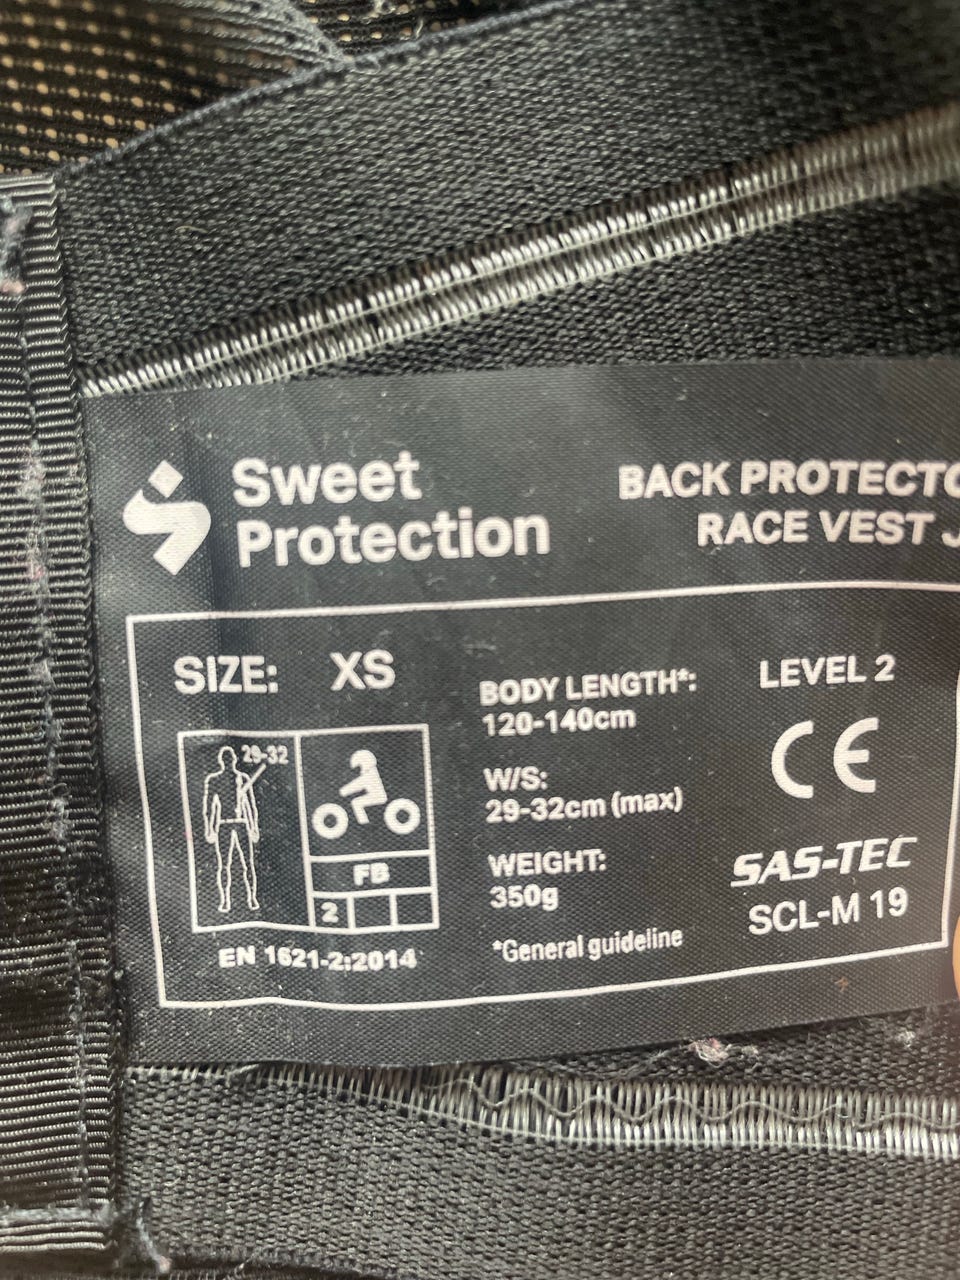 Sweet
Protection
BACK PROTECTO
RACE VEST J
SIZE: XS
29-32
FB
2
EN 1621-2:2014
BODY LENGTH*:
120-140cm
W/S:
29-32cm (max)
WEIGHT:
350g
*General guideline
LEVEL 2
CE
SAS-TEC
SCL-M 19